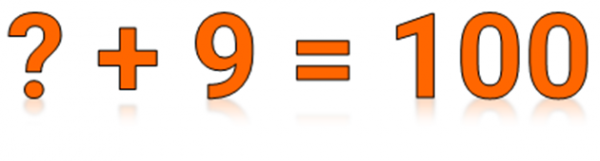 ? + 9 = 100